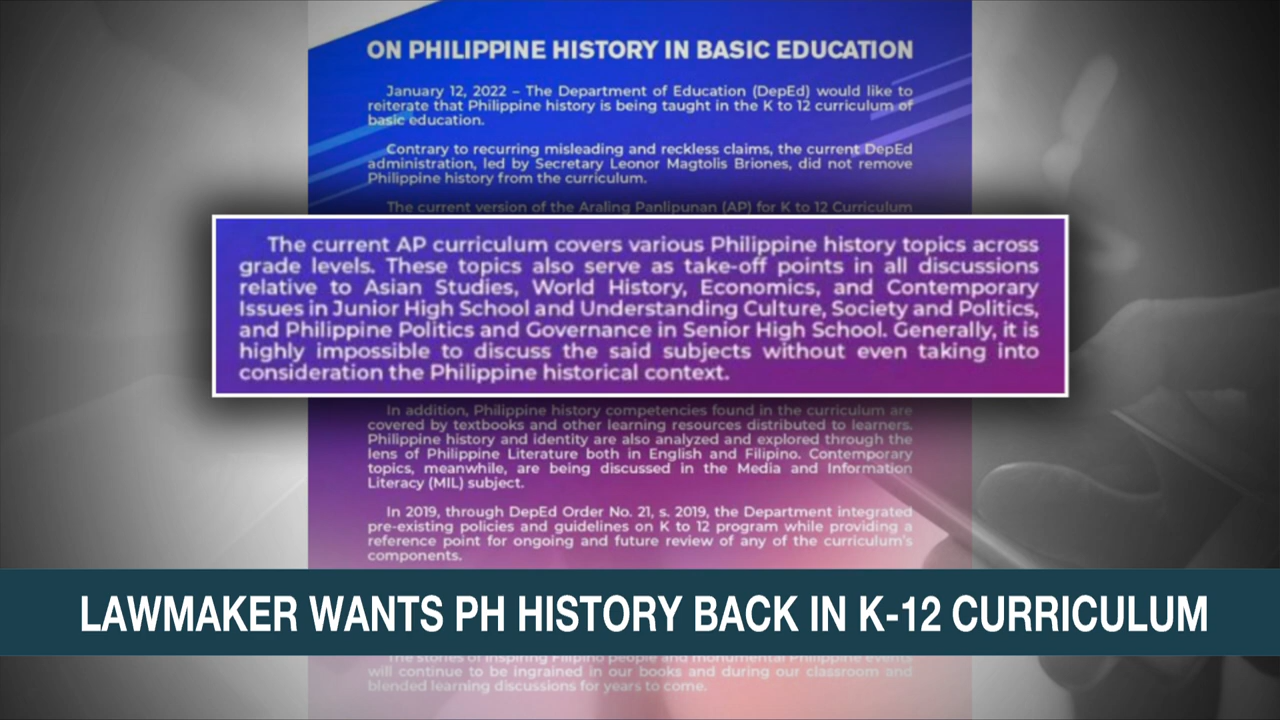 ON PHILIPPINE HISTORY IN BASIC EDUCATION
January 12, 2022 – The Department of Education (DepEd) would like to
reiterate that Philippine history is being taught in the K to 12 curriculum of
basic education.
Contrary to recurring misleading and reckless claims, the current DepEd
administration, led by Secretary Leonor Magtolis Briones, did not remove
Philippine history from the curriculum.
The current version of the Araling Panlipunan (AP) for K to 12 Curriculum
The current AP curriculum covers various Philippine history topics across
grade levels. These topics also serve as take-off points in all discussions
relative to Asian Studies, World History, Economics, and Contemporary
Issues in Junior High School and Understanding Culture, Society and Politics,
and Philippine Politics and Governance in Senior High School. Generally, it is
highly impossible to discuss the said subjects without even taking into
consideration the Philippine historical context.
In addition, Philippine history competencies found in the curriculum are
covered by textbooks and other learning resources distributed to learners.
Philippine history and identity are also analyzed and explored through the
lens of Philippine Literature both in English and Filipino. Contemporary
topics, meanwhile, are being discussed in the Media and Information
Literacy (MIL) subject.
In 2019, through DepEd Order No. 21, s. 2019, the Department integrated
pre-existing policies and guidelines on K to 12 program while providing a
reference point for ongoing and future review of any of the curriculum's
components.
LAWMAKER WANTS PH HISTORY BACK IN K-12 CURRICULUM
The stories of inspiring Filipino people and monumental Philippine events
will continue to be ingrained in our books and during our classroom and
blended learning discussions for years to come.